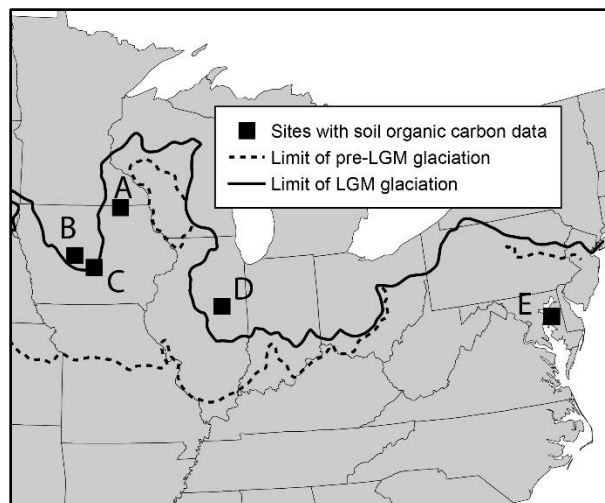 Sites with soil organic carbon data
Limit of pre-LGM glaciation
Limit of LGM glaciation
A
B
C
D
E